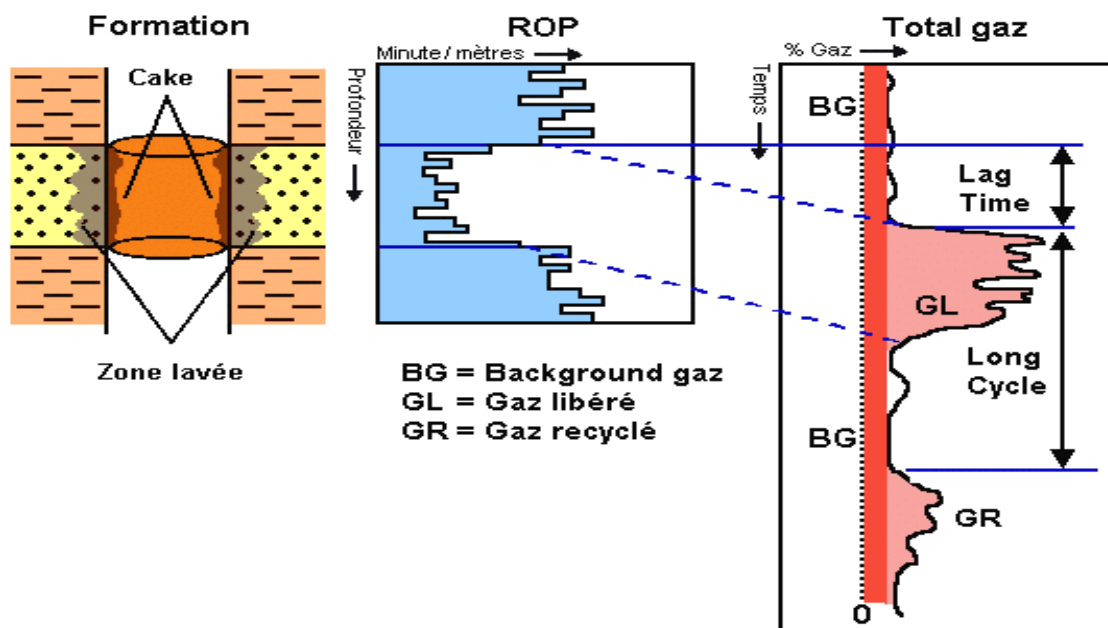 Formation
Cake
Zone lavée
ROP
Minute / mètres
Profondeur
BG = Background gaz
GL = Gaz libéré
GR = Gaz recyclé
Total gaz
% Gaz
Temps
BG
Lag
Time
GL
Long
Cycle
BG
GR
0